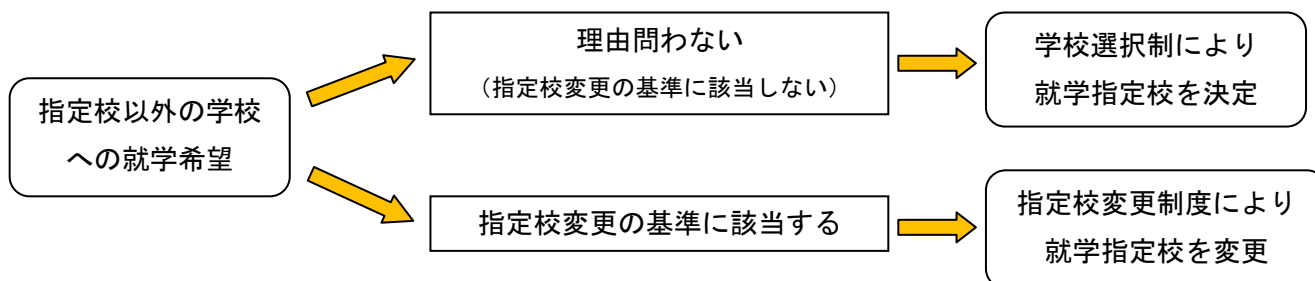 指定校以外の学校
への就学希望
理由問わない
（指定校変更の基準に該当しない）
学校選択制により
就学指定校を決定
指定校変更の基準に該当する
指定校変更制度により
就学指定校を変更